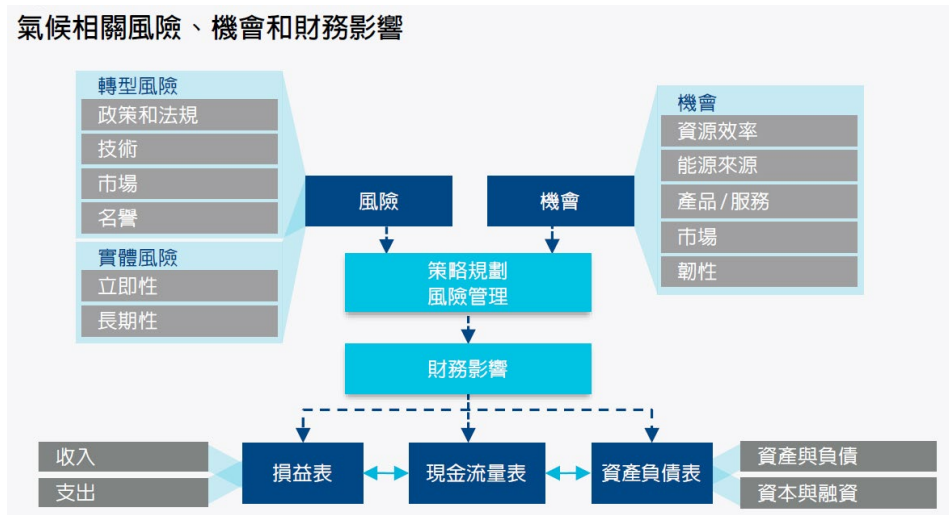 氣候相關風險、機會和財務影響
轉型風險
政策和法規
技術
市場
名譽
實體風險
立即性
長期性
風險
機會
機會
資源效率
能源來源
產品/服務
市場
韌性
策略規劃
風險管理
財務影響
收入
支出
損益表
現金流量表
資產負債表
資產與負債
資本與融資